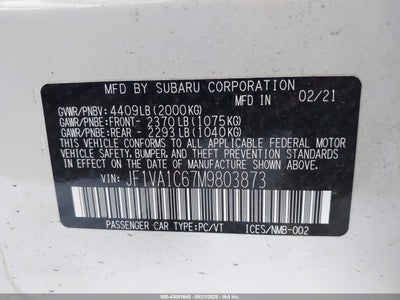 MFD BY SUBARU CORPORATION
MFD.IN 02/21
GVWR/PNBV: 4409LB(2000KG)
GAWR/PNBE:FRONT- 2370 LB(1075KG)
GAWR/PNBE:REAR - 2293 LB(1040KG)
THIS VEHICLE CONFORMS TO ALL APPLICABLE FEDERAL MOTOR
VEHICLE SAFETY, BUMPER, AND THEFT PREVENTION STANDARDS
IN EFFECT ON THE DATE OF MANUFACTURE SHOWN ABOVE.
VIN: JF1VA1C67M9803873
PASSENGER CAR TYPE:PC/VT ICES/NMB-002